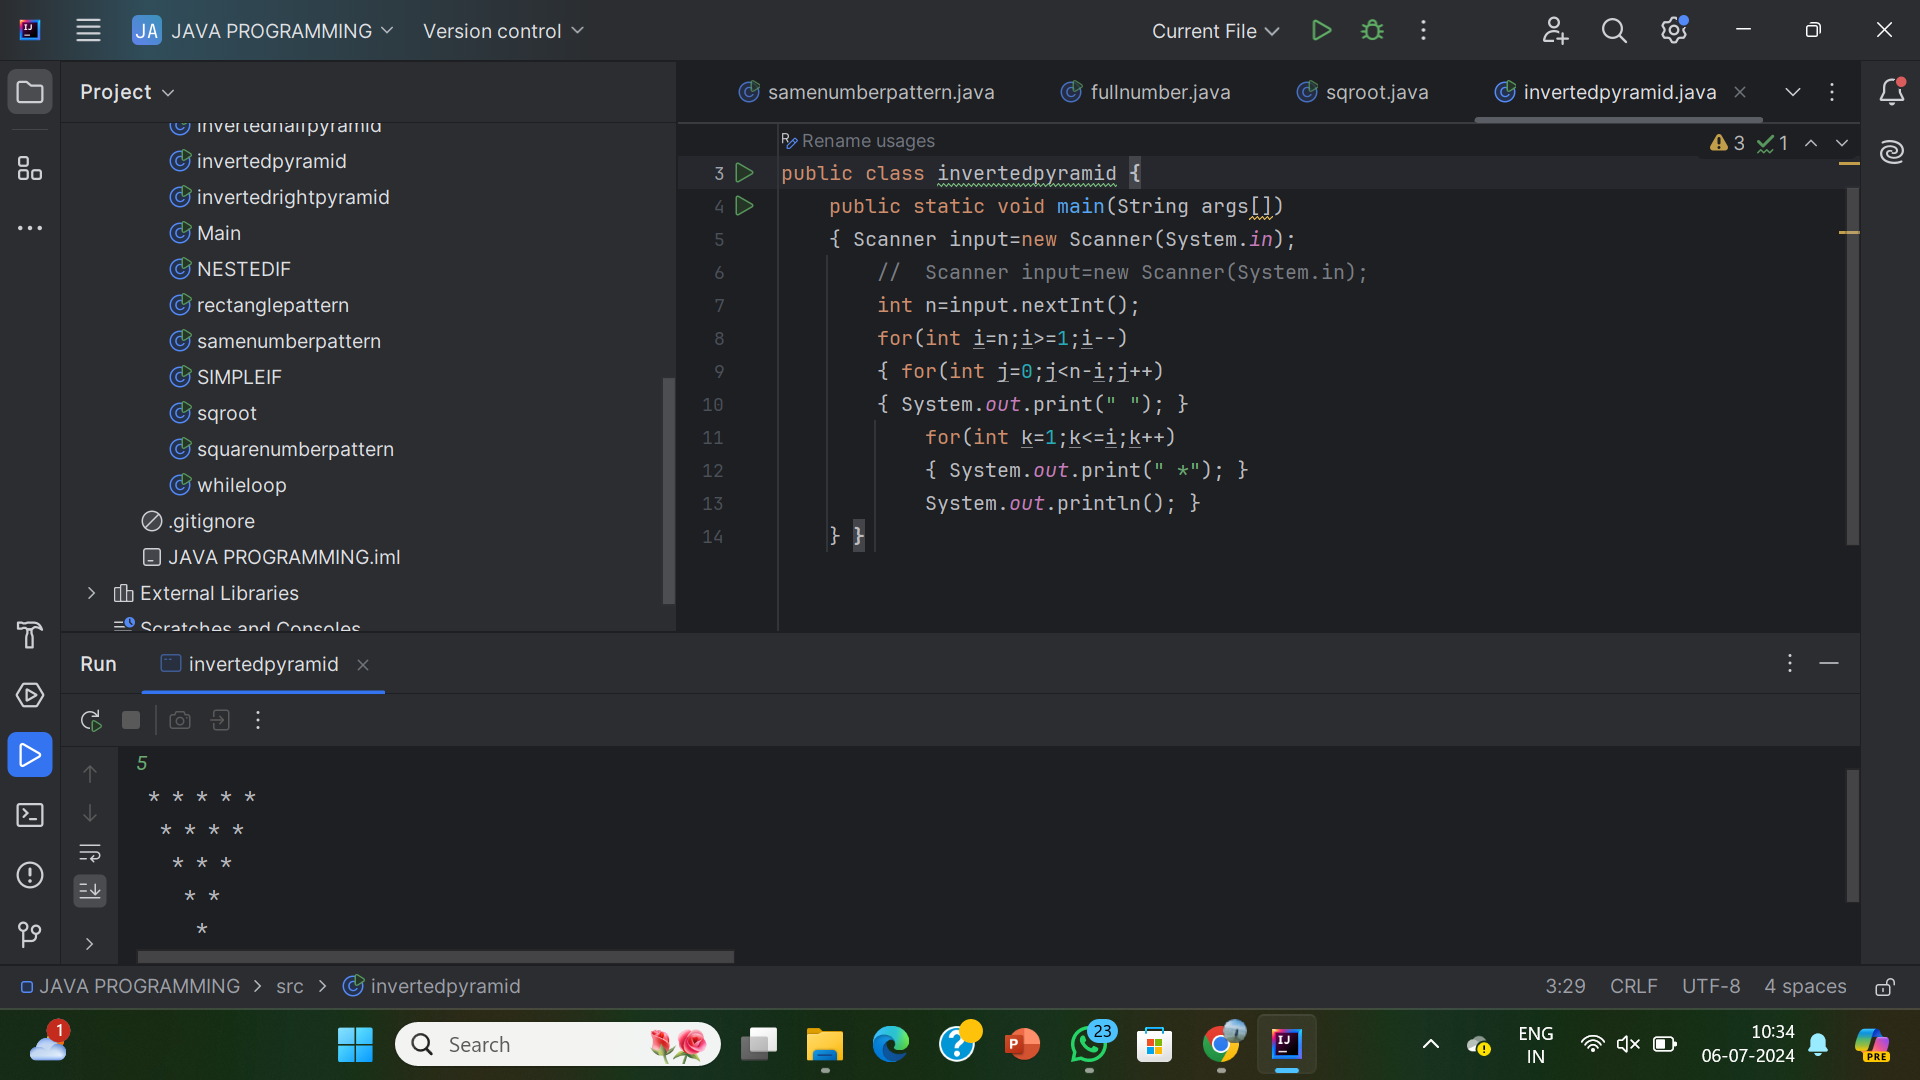 JA JAVA PROGRAMMING Version control Current File
Project
samenumberpattern.java fullnumber.java sqroot.java invertedpyramid.java
invertedhalfpyramid
invertedpyramid
invertedrightpyramid
Main
NESTEDIF
rectanglepattern
samenumberpattern
SIMPLEIF
sqroot
squarenumberpattern
whileloop
.gitignore
JAVA PROGRAMMING.iml
External Libraries
Scratches and Consoles
Rename usages 3 1
3 public class invertedpyramid {
4 public static void main(String args[])
5 { Scanner input=new Scanner(System.in);
6 // Scanner input=new Scanner(System.in);
7 int n=input.nextInt();
8 for(int i=n;i>=1;i--)
9 { for(int j=0;j<n-i;j++)
10 { System.out.print(" "); }
11 for(int k=1;k<=i;k++)
12 { System.out.print(" *"); }
13 System.out.println(); }
14 } }
Run invertedpyramid
5
* * * * *
* * * *
* * *
* *
*
JAVA PROGRAMMING > src > invertedpyramid 3:29 CRLF UTF-8 4 spaces
1 Search 23 ENG 10:34
IN 06-07-2024 PRE